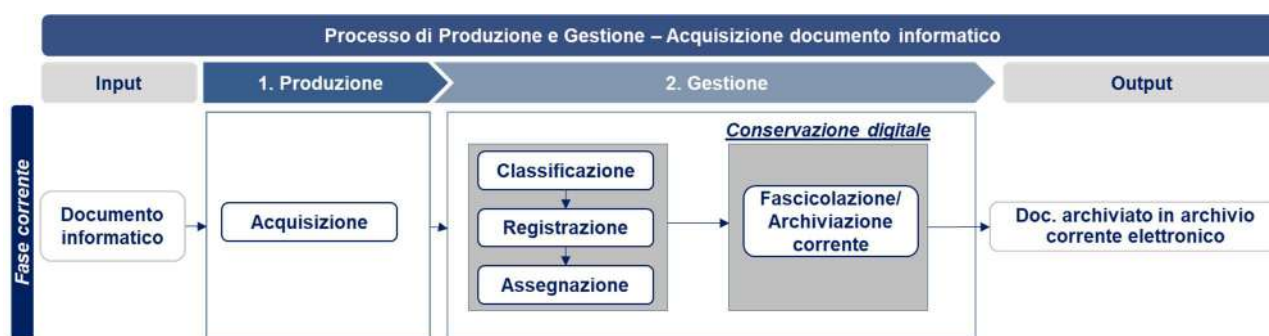 Processo di Produzione e Gestione – Acquisizione documento informatico
Input
1. Produzione
2. Gestione
Output
Fase corrente
Documento
informatico
Acquisizione
Classificazione
Registrazione
Assegnazione
Conservazione digitale
Fascicolazione/
Archiviazione
corrente
Doc. archiviato in archivio
corrente elettronico